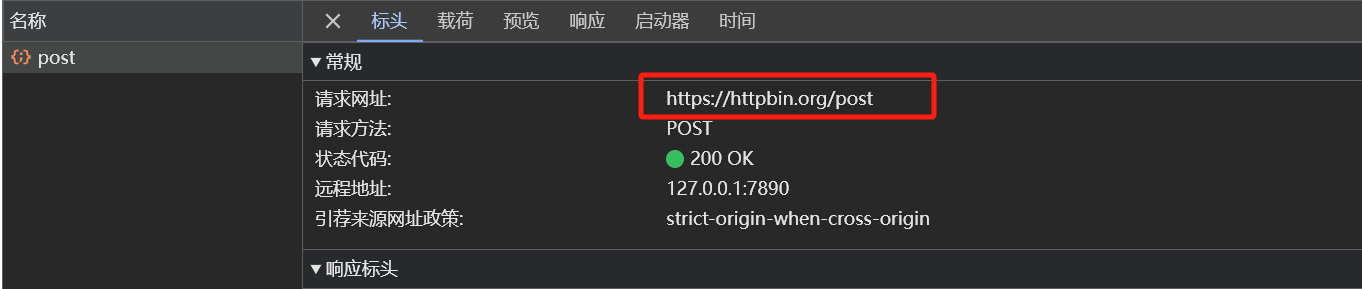 名称
标头 载荷 预览 响应 启动器 时间
post
常规
请求网址: https://httpbin.org/post
请求方法: POST
状态代码: 200 OK
远程地址: 127.0.0.1:7890
引荐来源网址政策: strict-origin-when-cross-origin
响应标头